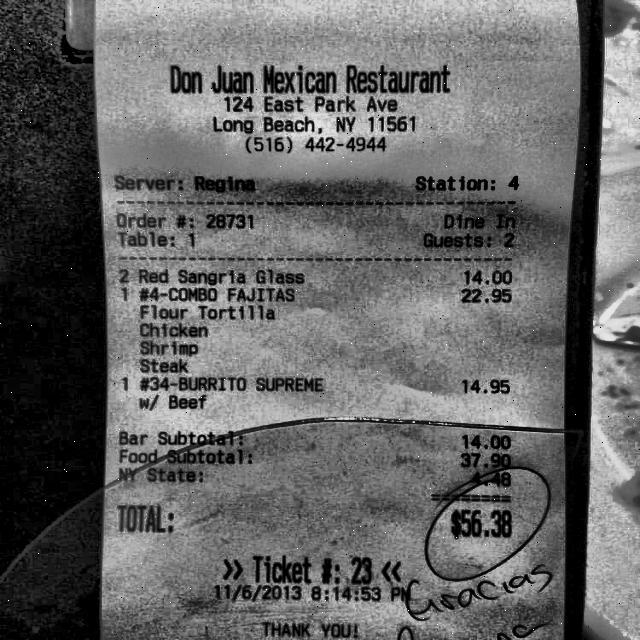 Don Juan Mexican Restaurant
124 East Park Ave
Long Beach, NY 11561
(516) 442-4944
Server: Regina Station: 4
Order #: 28731 Dine In
Table: 1 Guests: 2
2 Red Sangria Glass 14.00
1 #4-COMBO FAJITAS 22.95
Flour Tortilla
Chicken
Shrimp
Steak
1 #34-BURRITO SUPREME 14.95
w/ Beef
Bar Subtotal: 14.00
Food Subtotal: 37.90
NY State:
TOTAL: $56.38
>> Ticket #: 23 <<
11/6/2013 8:14:53 PM
Gracias
THANK YOU!